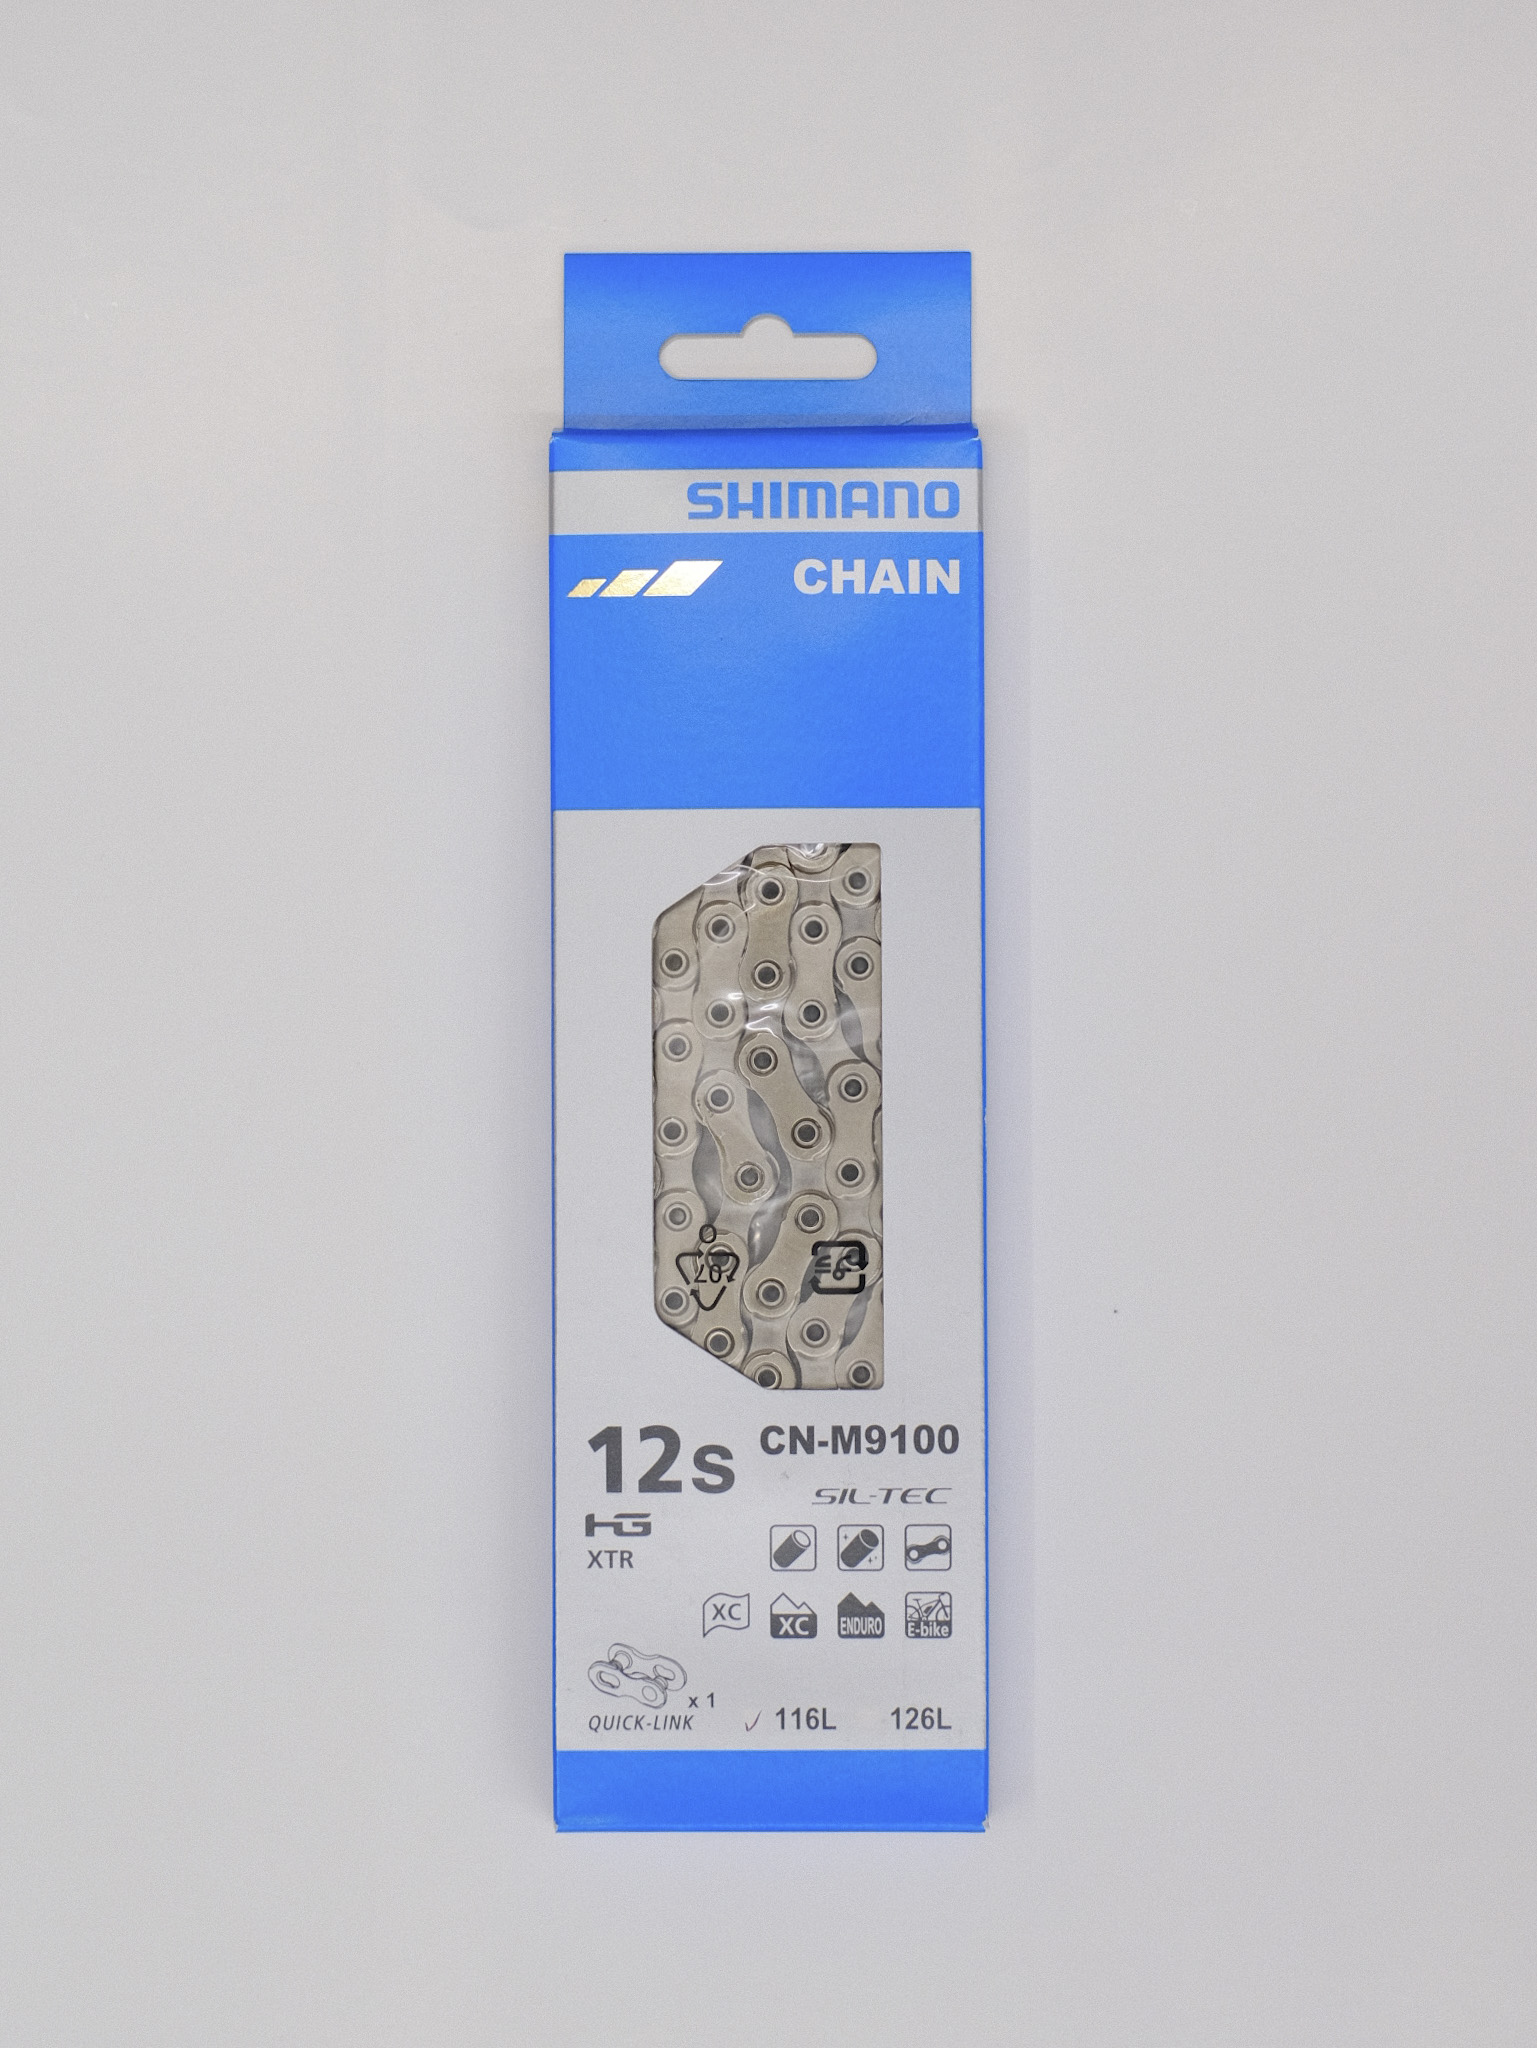 SHIMANO
CHAIN
12s CN-M9100
SIL-TEC
HG
XTR
XC XC ENDURO E-bike
x 1
QUICK-LINK 116L 126L